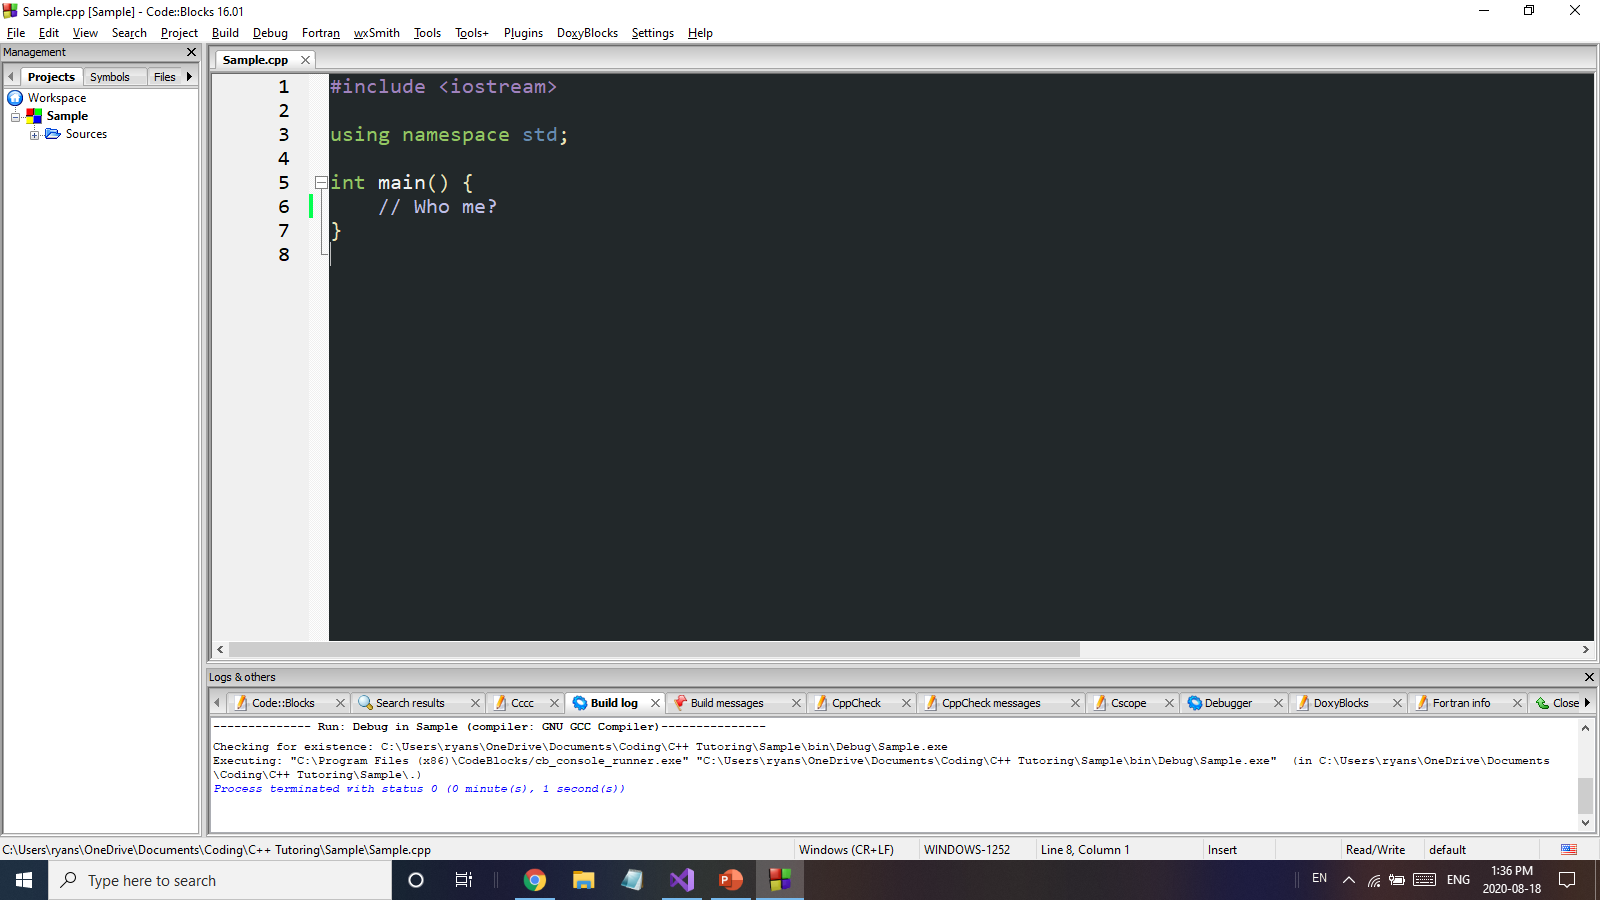 Sample.cpp [Sample] - Code::Blocks 16.01
File Edit View Search Project Build Debug Fortran wxSmith Tools Tools+ Plugins DoxyBlocks Settings Help
Management
Projects Symbols Files
Workspace
Sample
Sources
Sample.cpp
1 #include <iostream>
2
3 using namespace std;
4
5 int main() {
6 // Who me?
7 }
8
Logs & others
Code::Blocks Search results Cccc Build log Build messages CppCheck CppCheck messages Cscope Debugger DoxyBlocks Fortran info Close
-------------- Run: Debug in Sample (compiler: GNU GCC Compiler)---------------
Checking for existence: C:\Users\ryans\OneDrive\Documents\Coding\C++ Tutoring\Sample\bin\Debug\Sample.exe
Executing: "C:\Program Files (x86)\CodeBlocks/cb_console_runner.exe" "C:\Users\ryans\OneDrive\Documents\Coding\C++ Tutoring\Sample\bin\Debug\Sample.exe"  (in C:\Users\ryans\OneDrive\Documents
\Coding\C++ Tutoring\Sample\.)
Process terminated with status 0 (0 minute(s), 1 second(s))
C:\Users\ryans\OneDrive\Documents\Coding\C++ Tutoring\Sample\Sample.cpp Windows (CR+LF) WINDOWS-1252 Line 8, Column 1 Insert Read/Write default
Type here to search
EN ENG
1:36 PM
2020-08-18